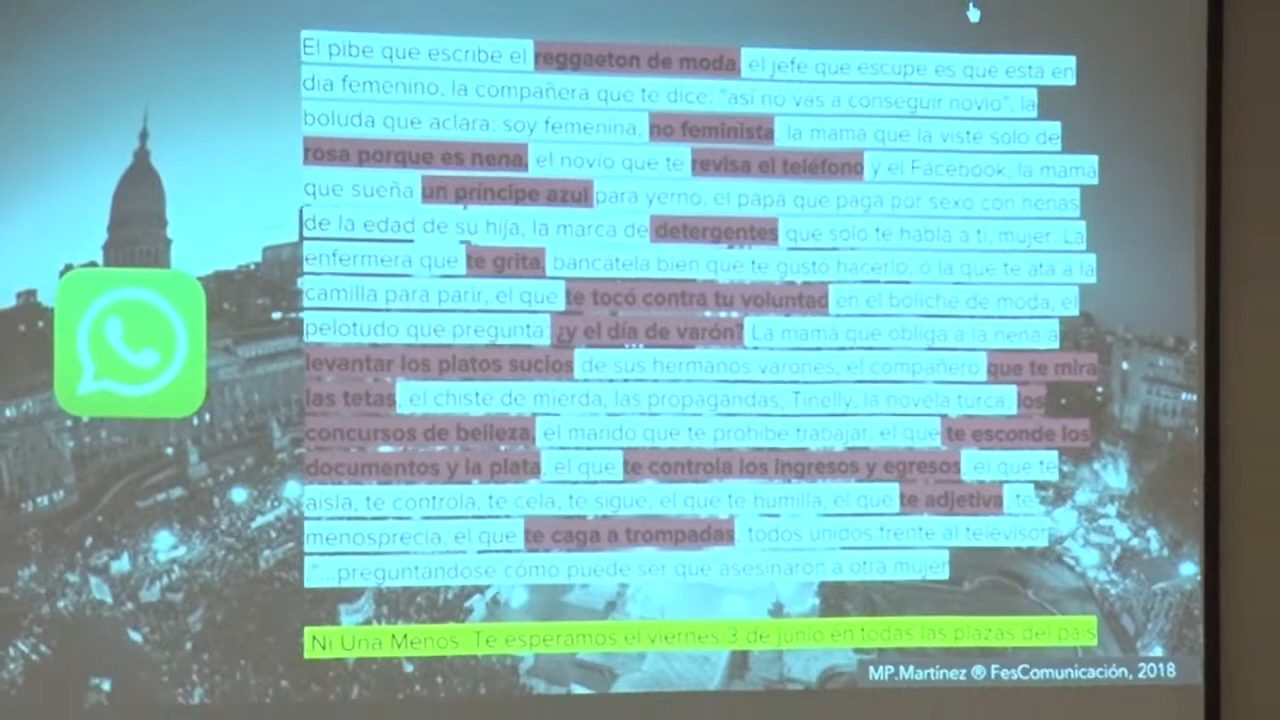 El pibe que escribe el reggaeton de moda, el jefe que escupe es que esta en
dia femenino, la compañera que te dice: "asi no vas a conseguir novio", la
boluda que aclara: soy femenina, no feminista, la mamá que la viste solo de
rosa porque es nena, el novio que te revisa el teléfono y el Facebook, la mamá
que sueña un príncipe azul para yerno, el papá que paga por sexo con nenas
de la edad de su hija, la marca de detergentes que solo te habla a ti, mujer. La
enfermera que te grita, bancátela bien que te gustó hacerlo, o la que te ata a la
camilla para parir, el que te tocó contra tu voluntad en el boliche de moda, el
pelotudo que pregunta: ¿y el día de varón? La mamá que obliga a la nena a
levantar los platos sucios de sus hermanos varones, el compañero que te mira
las tetas, el chiste de mierda, las propagandas, Tinelly, la novela turca, los
concursos de belleza, el marido que te prohibe trabajar, el que te esconde los
documentos y la plata, el que te controla los ingresos y egresos, el que te
aisla, te controla, te cela, te sigue, el que te humilla, el que te adjetiva, te
menosprecia, el que te caga a trompadas, todos unidos frente al televisor
"...preguntándose cómo puede ser que asesinaron a otra mujer
Ni Una Menos. Te esperamos el viernes 3 de junio en todas las plazas del país
MP.Martínez ® FesComunicación, 2018